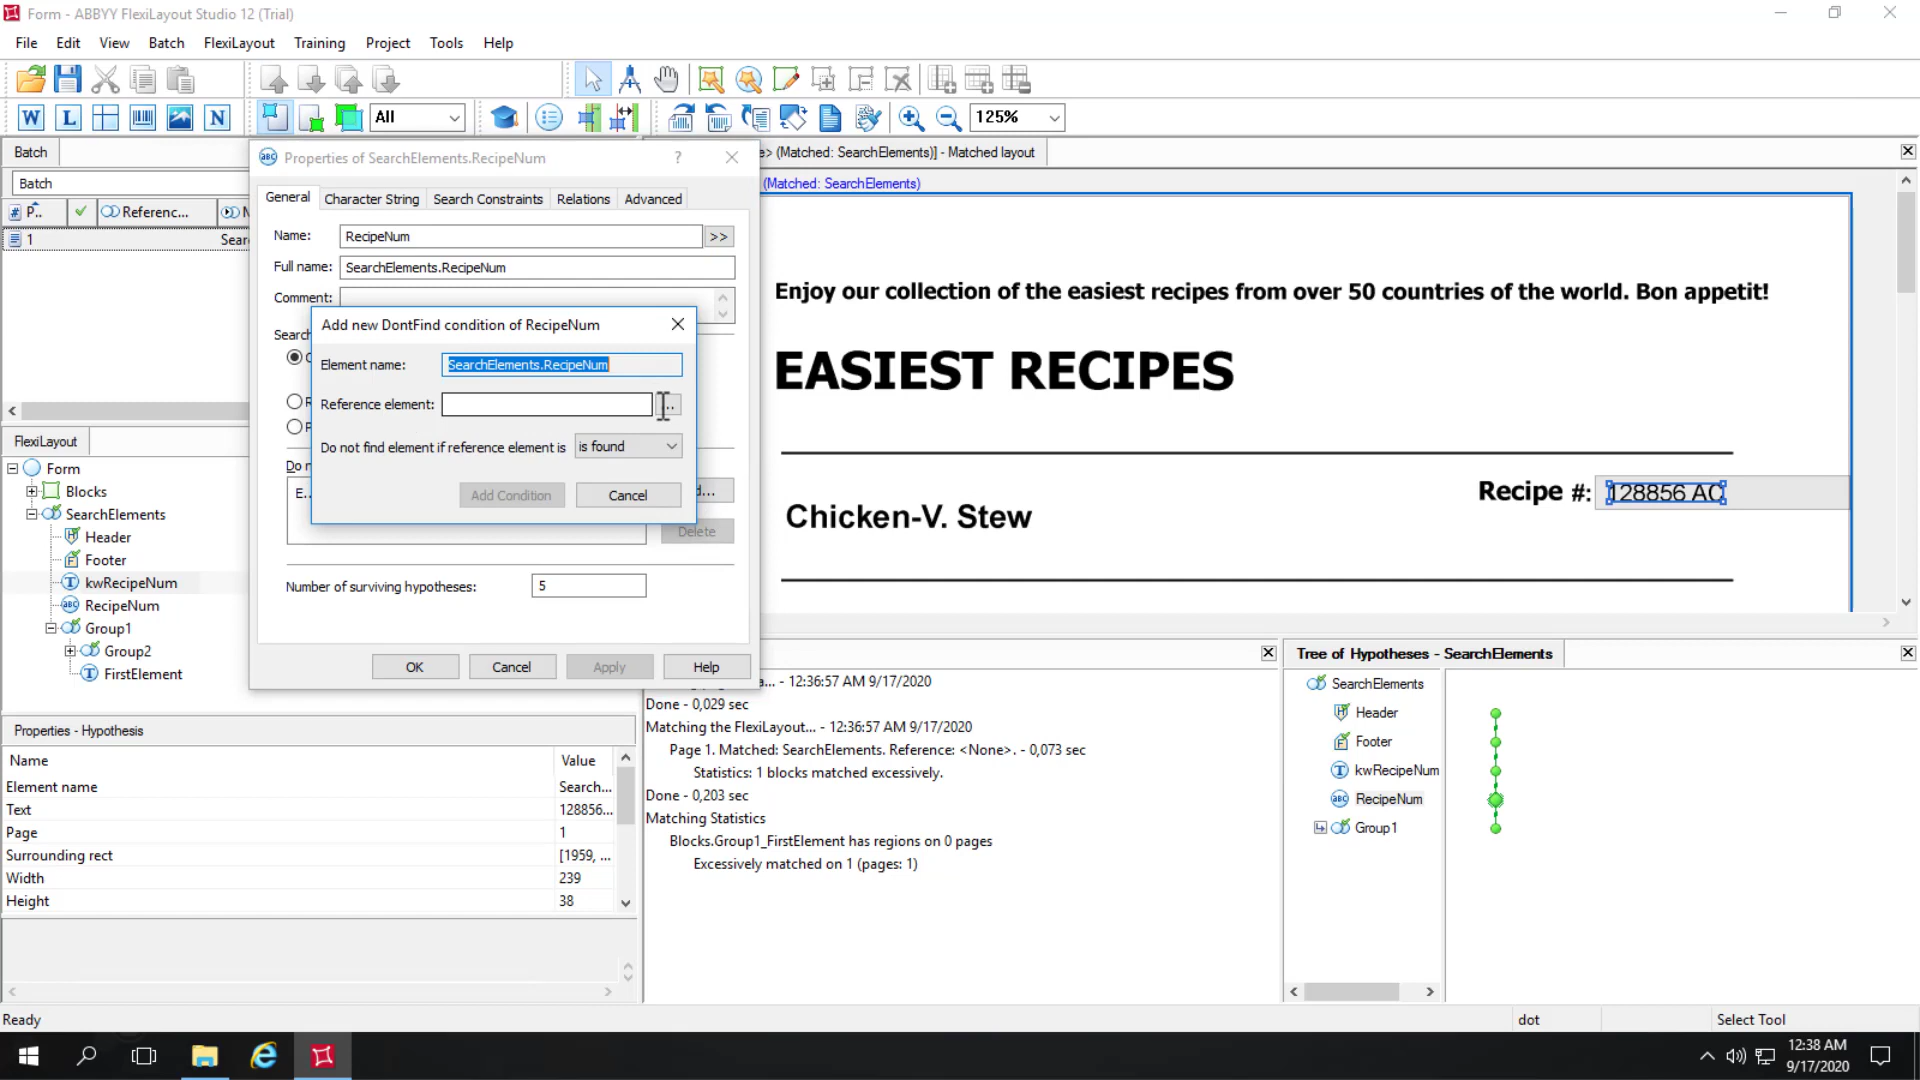 Form - ABBYY FlexiLayout Studio 12 (Trial)
File Edit View Batch FlexiLayout Training Project Tools Help
W L N All 125%
Batch
Batch
# P.. Referenc...
1 Sear
Properties of SearchElements.RecipeNum ?
General Character String Search Constraints Relations Advanced
Name: RecipeNum >>
Full name: SearchElements.RecipeNum
Comment:
Search
Add new DontFind condition of RecipeNum
Element name: SearchElements.RecipeNum
Reference element:
Do not find element if reference element is is found
Add Condition Cancel
E..
Delete
Number of surviving hypotheses: 5
OK Cancel Apply Help
(Matched: SearchElements)] - Matched layout
(Matched: SearchElements)
Enjoy our collection of the easiest recipes from over 50 countries of the world. Bon appetit!
EASIEST RECIPES
Recipe #: 128856 AC
Chicken-V. Stew
FlexiLayout
Form
Blocks
SearchElements
Header
Footer
kwRecipeNum
RecipeNum
Group1
Group2
FirstElement
Properties - Hypothesis
Name Value
Element name Search...
Text 128856...
Page 1
Surrounding rect [1959, ...
Width 239
Height 38
a... - 12:36:57 AM 9/17/2020
Done - 0,029 sec
Matching the FlexiLayout... - 12:36:57 AM 9/17/2020
Page 1. Matched: SearchElements. Reference: <None>. - 0,073 sec
Statistics: 1 blocks matched excessively.
Done - 0,203 sec
Matching Statistics
Blocks.Group1_FirstElement has regions on 0 pages
Excessively matched on 1 (pages: 1)
Tree of Hypotheses - SearchElements
SearchElements
Header
Footer
kwRecipeNum
RecipeNum
Group1
Ready dot Select Tool
12:38 AM
9/17/2020